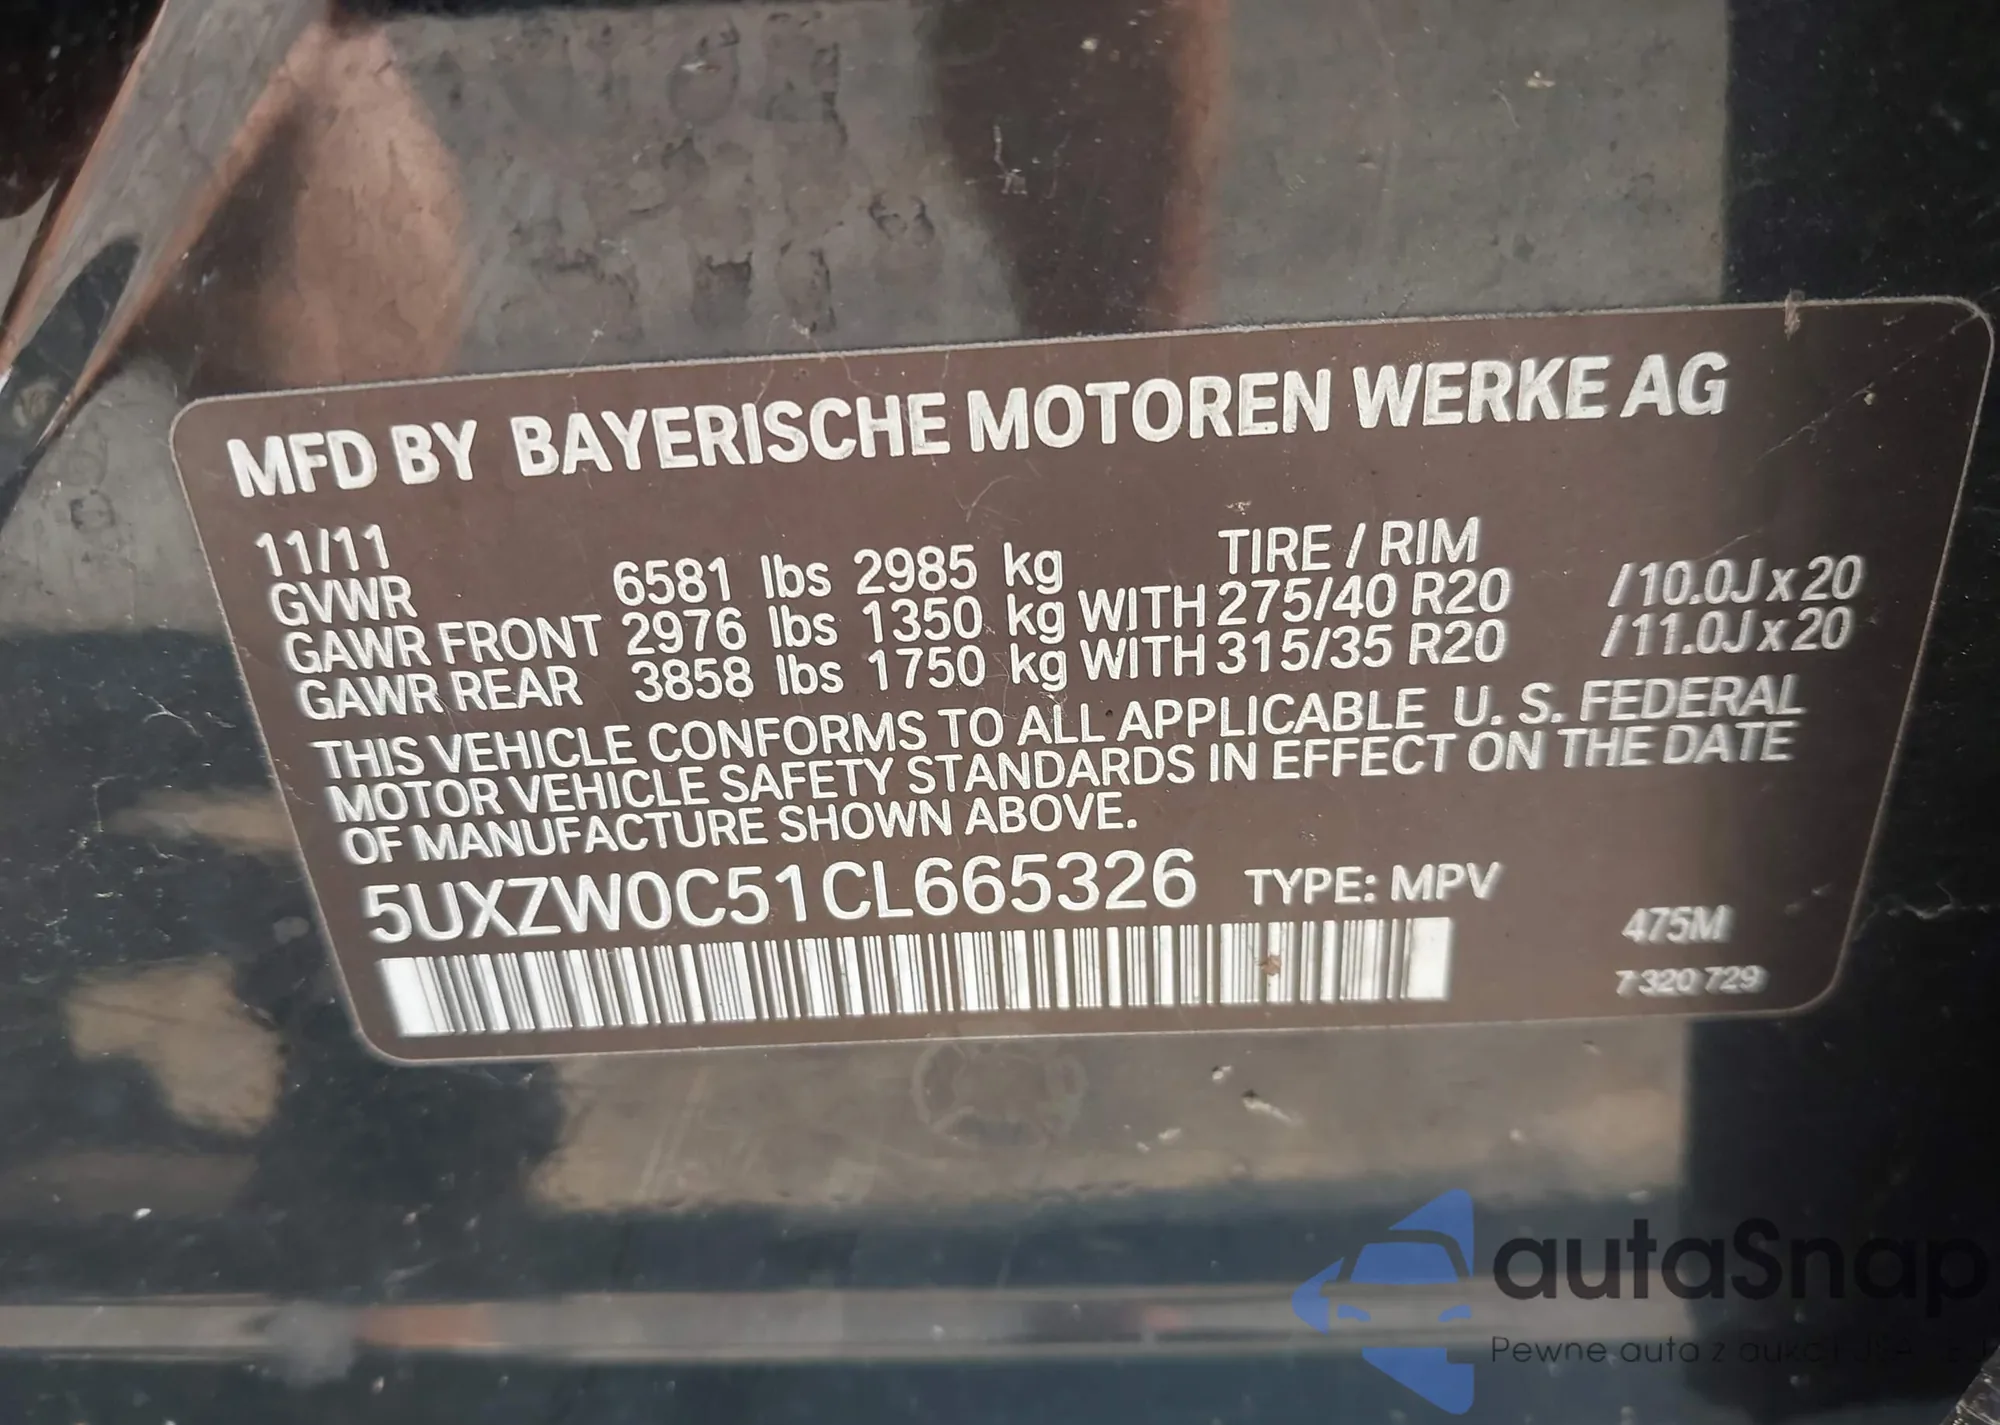 MFD BY BAYERISCHE MOTOREN WERKE AG
11/11 TIRE / RIM
GVWR 6581 lbs 2985 kg
GAWR FRONT 2976 lbs 1350 kg WITH 275/40 R20 /10.0J x 20
GAWR REAR 3858 lbs 1750 kg WITH 315/35 R20 /11.0J x 20
THIS VEHICLE CONFORMS TO ALL APPLICABLE U. S. FEDERAL
MOTOR VEHICLE SAFETY STANDARDS IN EFFECT ON THE DATE
OF MANUFACTURE SHOWN ABOVE.
5UXZW0C51CL665326 TYPE: MPV
475M
7 320 729
autaSnap
Pewne auta z